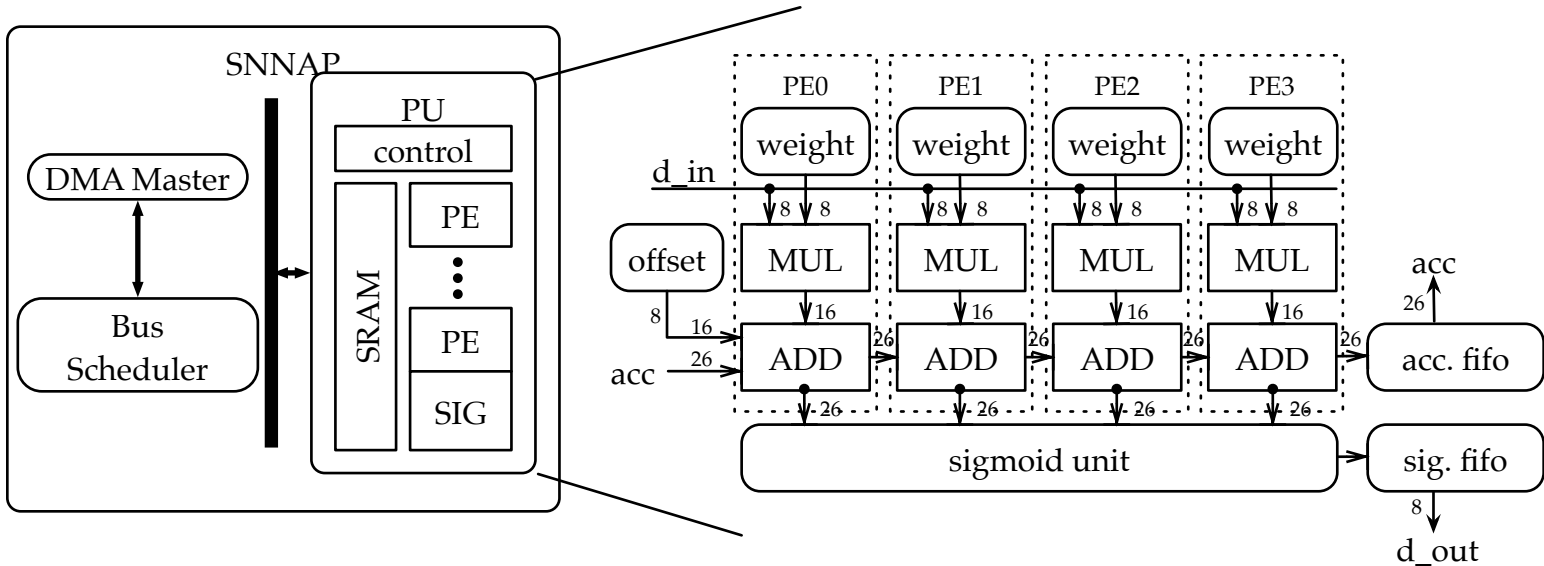 SNNAP
PU
control
DMA Master
SRAM
PE
PE
SIG
Bus
Scheduler
PE0 PE1 PE2 PE3
weight weight weight weight
d_in
8 8 8 8 8 8 8 8
offset MUL MUL MUL MUL
acc
8 16 16 16 16 26
16 26 26 26 26
ADD ADD ADD ADD acc. fifo
acc 26
26 26 26 26
sigmoid unit sig. fifo
8
d_out